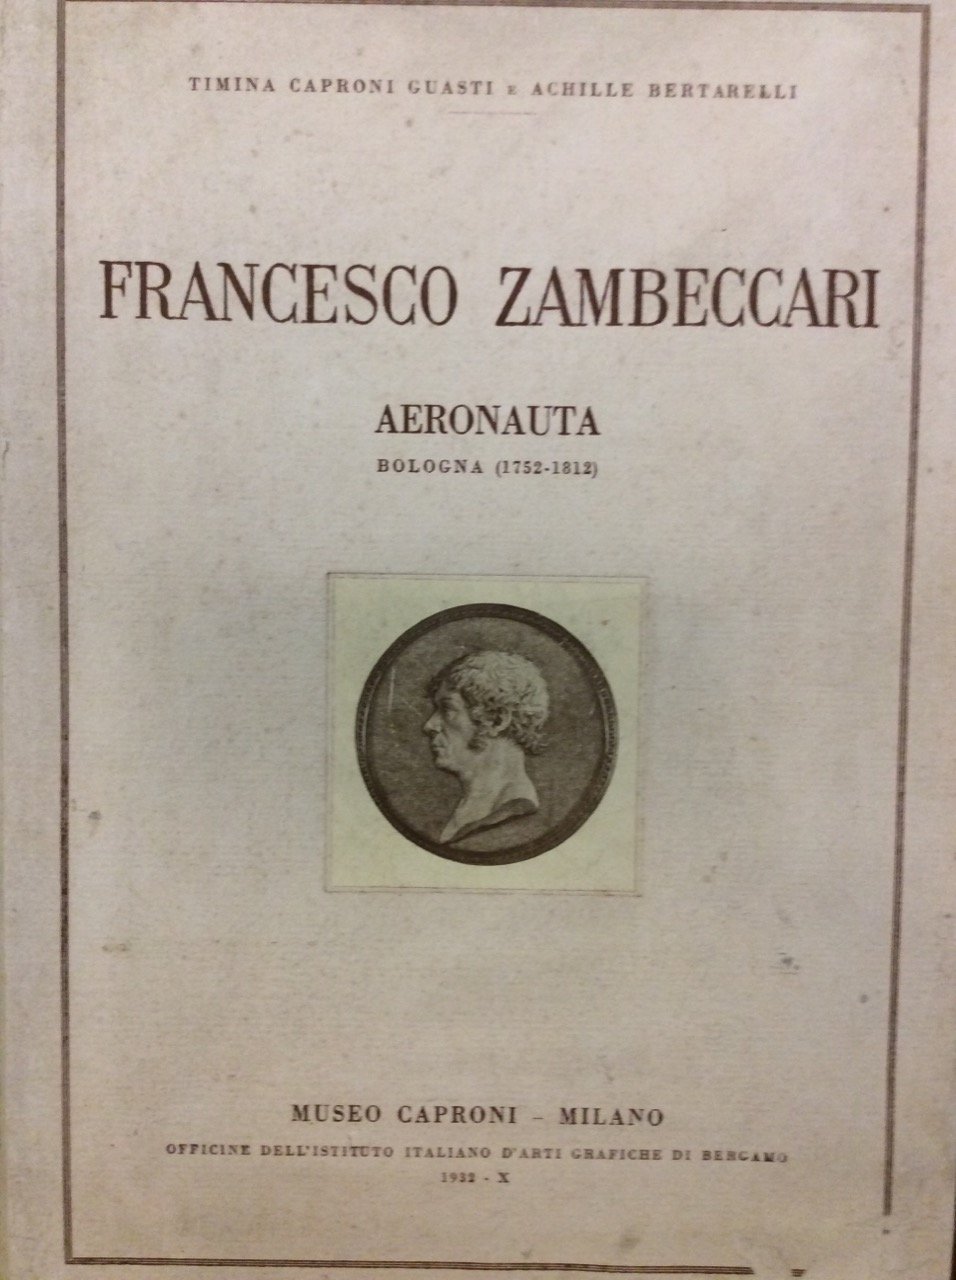 TIMINA CAPRONI GUASTI E ACHILLE BERTARELLI
FRANCESCO ZAMBECCARI
AERONAUTA
BOLOGNA (1752-1812)
MUSEO CAPRONI - MILANO
OFFICINE DELL'ISTITUTO ITALIANO D'ARTI GRAFICHE DI BERGAMO
1932 - X